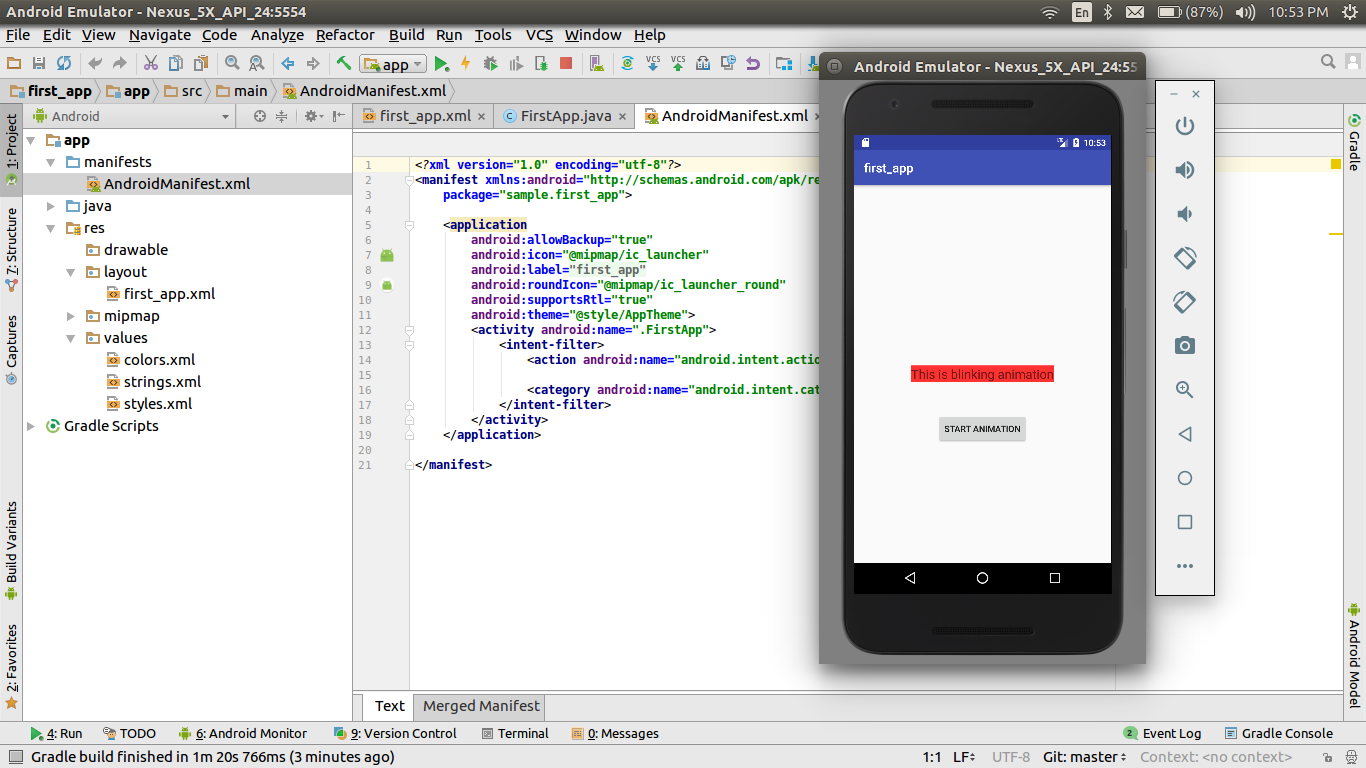 Android Emulator - Nexus_5X_API_24:5554
En
(87%)
10:53 PM
File Edit View Navigate Code Analyze Refactor Build Run Tools VCS Window Help
app
VCS VCS
first_app app src main AndroidManifest.xml
1: Project
7: Structure
Captures
Build Variants
2: Favorites
Android
app
manifests
AndroidManifest.xml
java
res
drawable
layout
first_app.xml
mipmap
values
colors.xml
strings.xml
styles.xml
Gradle Scripts
first_app.xml FirstApp.java AndroidManifest.xml
1 <?xml version="1.0" encoding="utf-8"?>
2 <manifest xmlns:android="http://schemas.android.com/apk/re
3 package="sample.first_app">
4
5 <application
6 android:allowBackup="true"
7 android:icon="@mipmap/ic_launcher"
8 android:label="first_app"
9 android:roundIcon="@mipmap/ic_launcher_round"
10 android:supportsRtl="true"
11 android:theme="@style/AppTheme">
12 <activity android:name=".FirstApp">
13 <intent-filter>
14 <action android:name="android.intent.actio
15
16 <category android:name="android.intent.cat
17 </intent-filter>
18 </activity>
19 </application>
20
21 </manifest>
Text Merged Manifest
Android Emulator - Nexus_5X_API_24:55
10:53
first_app
This is blinking animation
START ANIMATION
Gradle
Android Model
4: Run TODO 6: Android Monitor 9: Version Control Terminal 0: Messages 2 Event Log Gradle Console
Gradle build finished in 1m 20s 766ms (3 minutes ago) 1:1 LF UTF-8 Git: master Context: <no context>